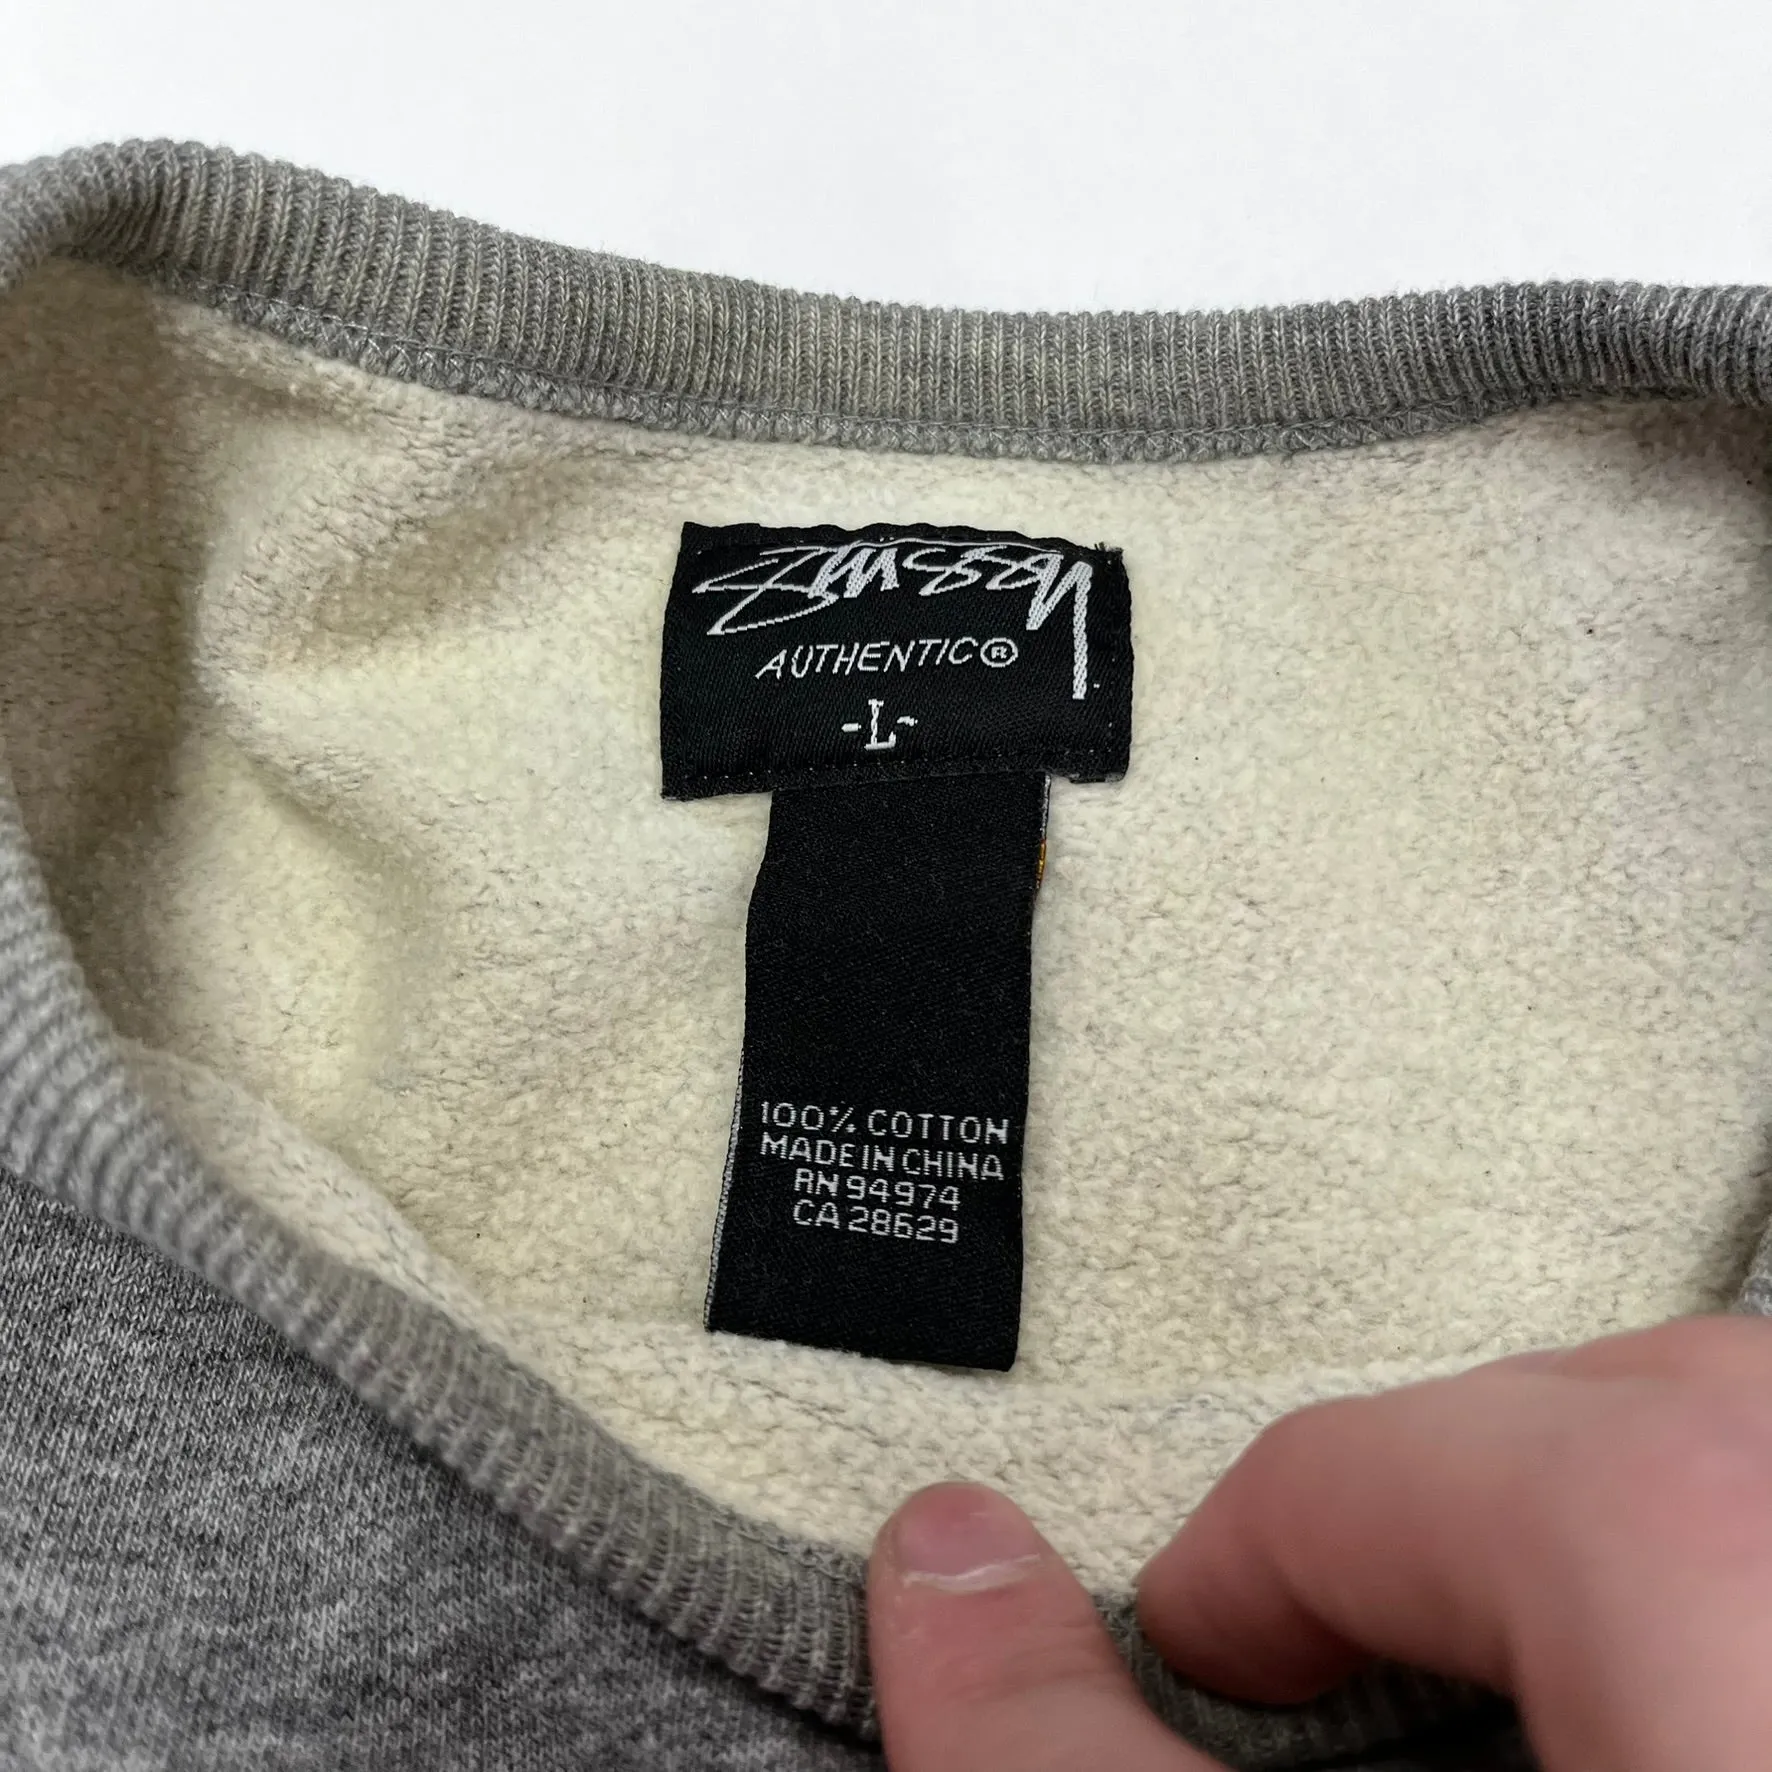 Stussy
AUTHENTIC®
-L-
100% COTTON
MADE IN CHINA
RN 94974
CA 28629